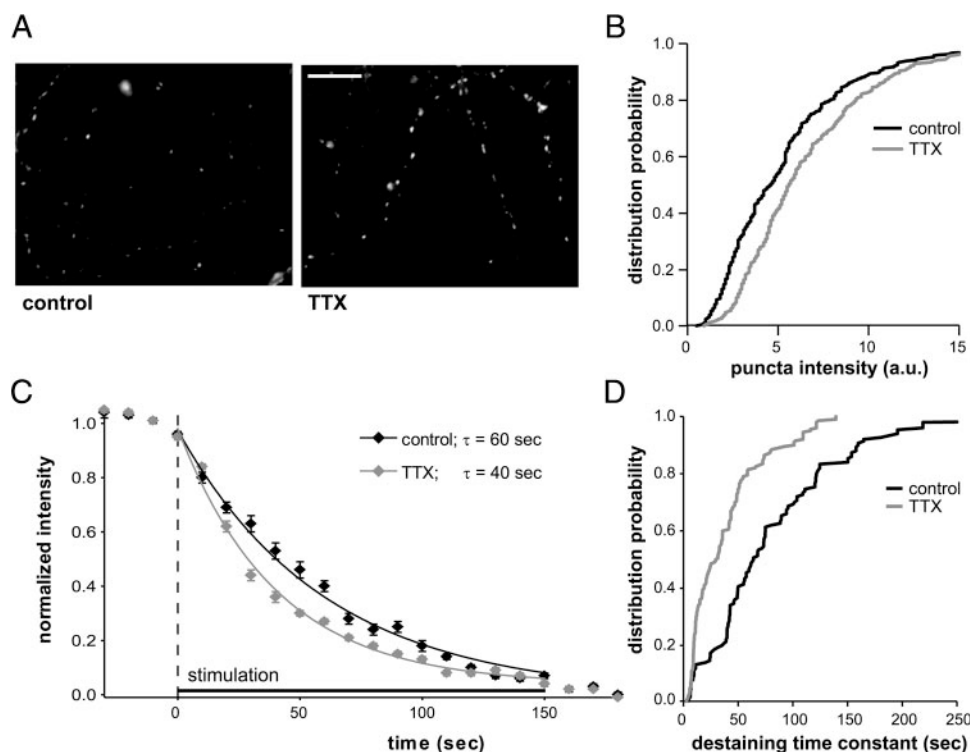 A
control
TTX
B
distribution probability
1.0
0.8
0.6
0.4
0.2
0.0
control
TTX
0
5
10
15
puncta intensity (a.u.)
C
normalized intensity
1.0
0.8
0.6
0.4
0.2
0.0
control; τ = 60 sec
TTX; τ = 40 sec
stimulation
0
50
100
150
time (sec)
D
distribution probability
1.0
0.8
0.6
0.4
0.2
0.0
control
TTX
0
50
100
150
200
250
destaining time constant (sec)